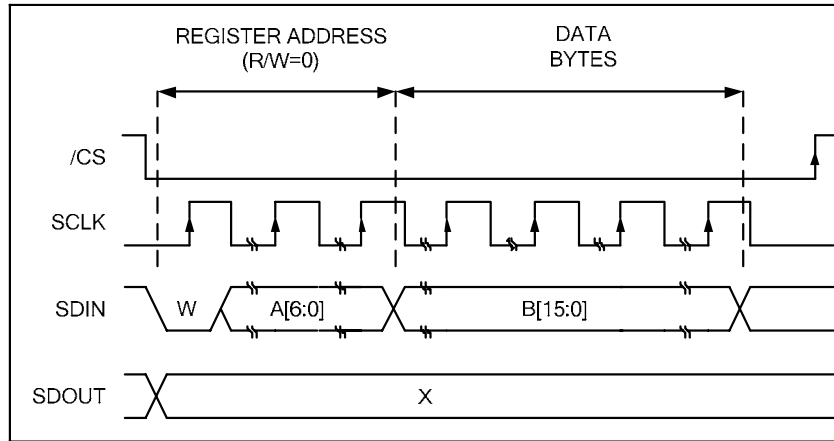 REGISTER ADDRESS
(R/W=0)
DATA
BYTES
/CS
SCLK
SDIN
W
A[6:0]
B[15:0]
SDOUT
X